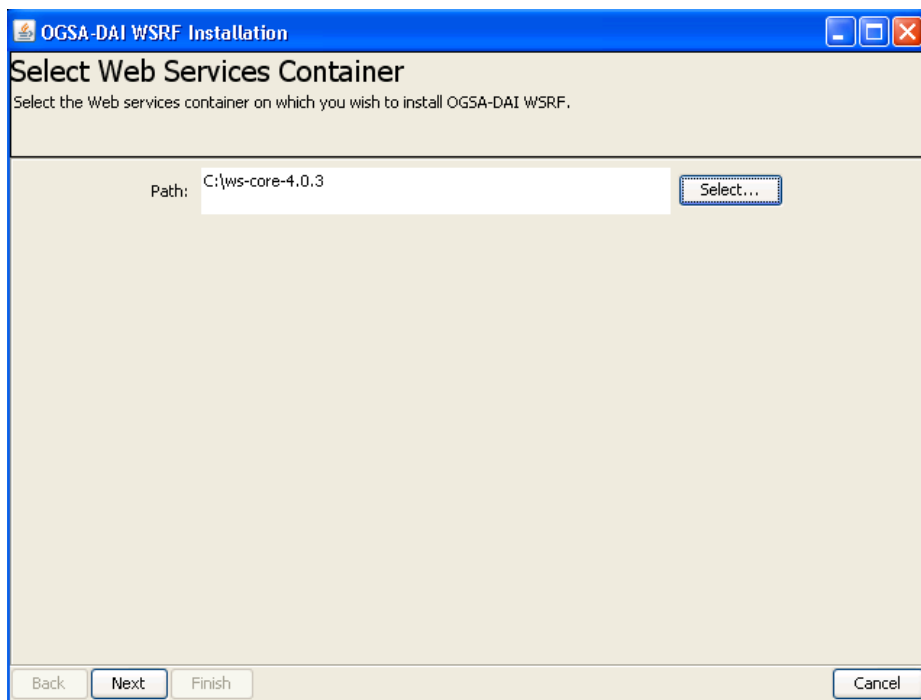 OGSA-DAI WSRF Installation
Select Web Services Container
Select the Web services container on which you wish to install OGSA-DAI WSRF.
Path: C:\ws-core-4.0.3 Select...
Back Next Finish Cancel